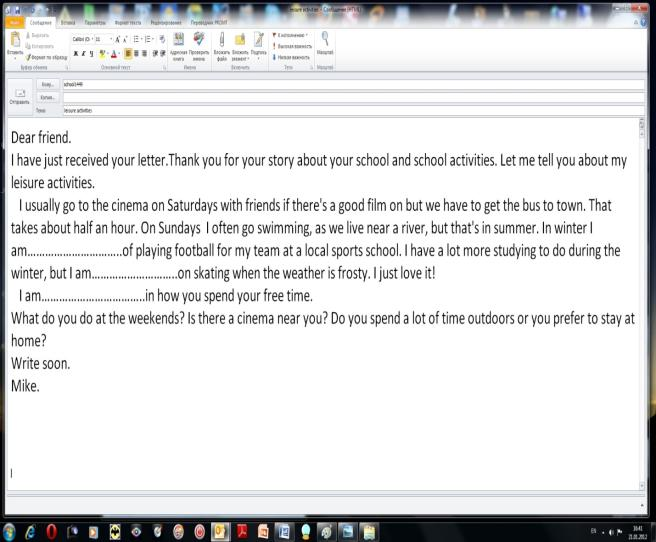 leisure activities - Сообщение (HTML)
Файл Сообщение Вставка Параметры Формат текста Рецензирование Переводчик PROMT
Вставить
Вырезать
Копировать
Формат по образцу
Буфер обмена
Calibri (О 11
Ж К Ч
Основной текст
Адресная книга
Проверить имена
Имена
Вложить файл
Вложить элемент
Подпись
Включить
К исполнению
Высокая важность
Низкая важность
Теги
Масштаб
Масштаб
Отправить
Кому...
Копия...
Тема:
leisure activities
Dear friend.
I have just received your letter.Thank you for your story about your school and school activities. Let me tell you about my
leisure activities.
I usually go to the cinema on Saturdays with friends if there's a good film on but we have to get the bus to town. That
takes about half an hour. On Sundays I often go swimming, as we live near a river, but that's in summer. In winter I
am…………………………..of playing football for my team at a local sports school. I have a lot more studying to do during the
winter, but I am………………………..on skating when the weather is frosty. I just love it!
I am……………………………..in how you spend your free time.
What do you do at the weekends? Is there a cinema near you? Do you spend a lot of time outdoors or you prefer to stay at
home?
Write soon.
Mike.
EN
16:41
21.01.2012